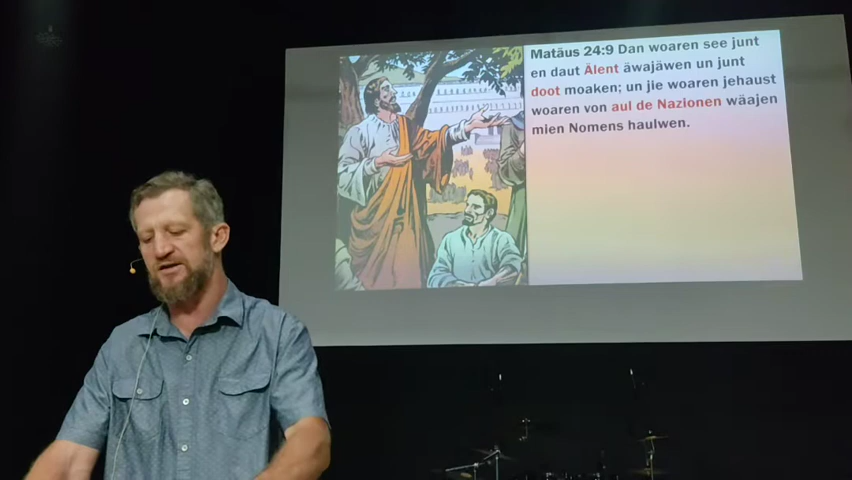 Matäus 24:9 Dan woaren see junt
en daut Älent äwajäwen un junt
doot moaken; un jie woaren jehaust
woaren von aul de Nazionen wäajen
mien Nomens haulwen.